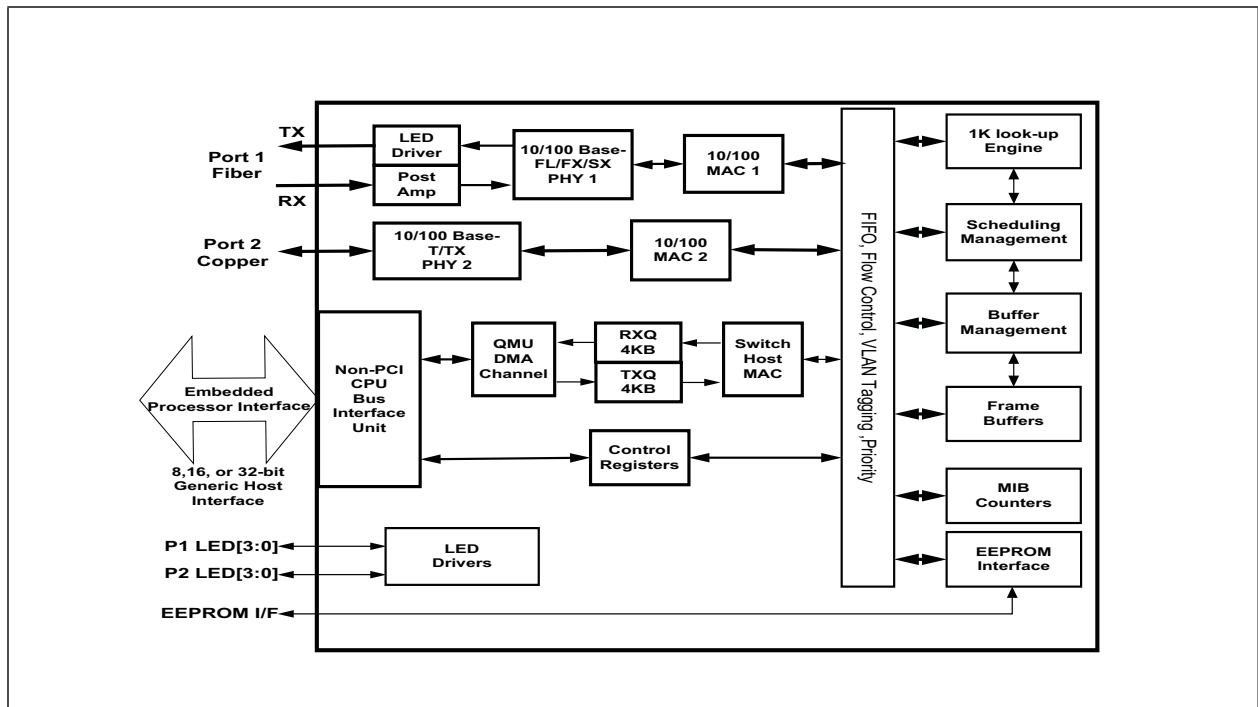 TX
Port 1
Fiber
RX
LED
Driver
Post
Amp
10/100 Base-
FL/FX/SX
PHY 1
10/100
MAC 1
Port 2
Copper
10/100 Base-
T/TX
PHY 2
10/100
MAC 2
Embedded
Processor Interface
8,16, or 32-bit
Generic Host
Interface
Non-PCI
CPU
Bus
Interface
Unit
QMU
DMA
Channel
RXQ
4KB
TXQ
4KB
Switch
Host
MAC
Control
Registers
P1 LED[3:0]
P2 LED[3:0]
LED
Drivers
EEPROM I/F
FIFO, Flow Control, VLAN Tagging ,Priority
1K look-up
Engine
Scheduling
Management
Buffer
Management
Frame
Buffers
MIB
Counters
EEPROM
Interface